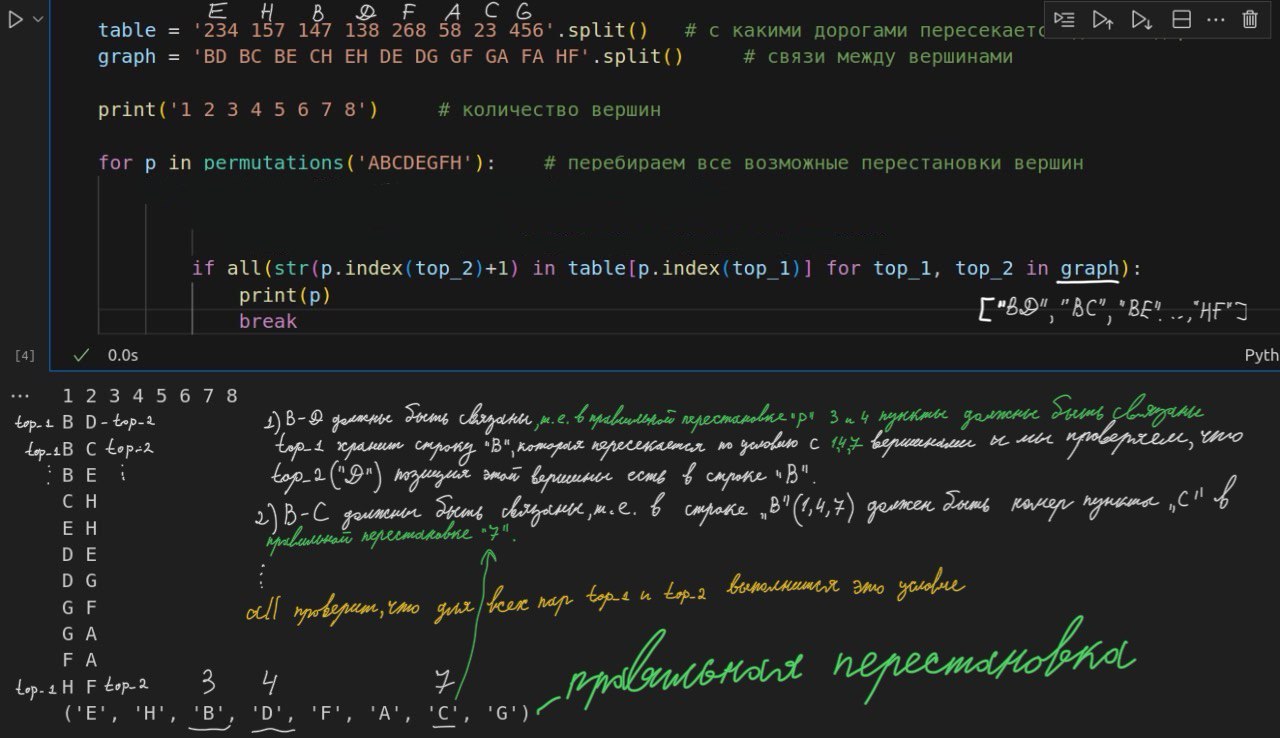 E H B D F A C G
table = '234 157 147 138 268 58 23 456'.split() # с какими дорогами пересекаетс
graph = 'BD BC BE CH EH DE DG GF GA FA HF'.split() # связи между вершинами
print('1 2 3 4 5 6 7 8') # количество вершин
for p in permutations('ABCDEGFH'): # перебираем все возможные перестановки вершин
if all(str(p.index(top_2)+1) in table[p.index(top_1)] for top_1, top_2 in graph):
print(p)
["BD", "BC", "BE"...,"HF"]
break
[4] ✓ 0.0s Pyth
... 1 2 3 4 5 6 7 8
top_1 B D - top_2 1) B-D должны быть связаны, т.е. в правильной перестановке "p" 3 и 4 пункты должны быть связаны
top_1 B C top_2 top_1 хранит строку "B", которая пересекается по условию с 1,4,7 вершинами и мы проверяем, что
B E top_2 ("D") позиция этой вершины есть в строке "B".
C H 2) B-C должны быть связаны, т.е. в строке "B" (1,4,7) должен быть номер пункта "C" в
E H правильной перестановке "7".
D E
D G
G F all проверит, что для всех пар top_1 и top_2 выполнится это условие
G A
F A правильная перестановка
top_1 H F top_2 3 4 7
('E', 'H', 'B', 'D', 'F', 'A', 'C', 'G')